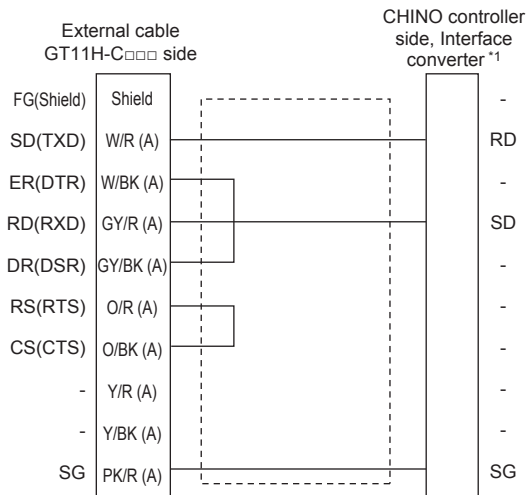 External cable
GT11H-C□□□ side
CHINO controller
side, Interface
converter *1
FG(Shield) Shield -
SD(TXD) W/R (A) RD
ER(DTR) W/BK (A) -
RD(RXD) GY/R (A) SD
DR(DSR) GY/BK (A) -
RS(RTS) O/R (A) -
CS(CTS) O/BK (A) -
- Y/R (A) -
- Y/BK (A) -
SG PK/R (A) SG